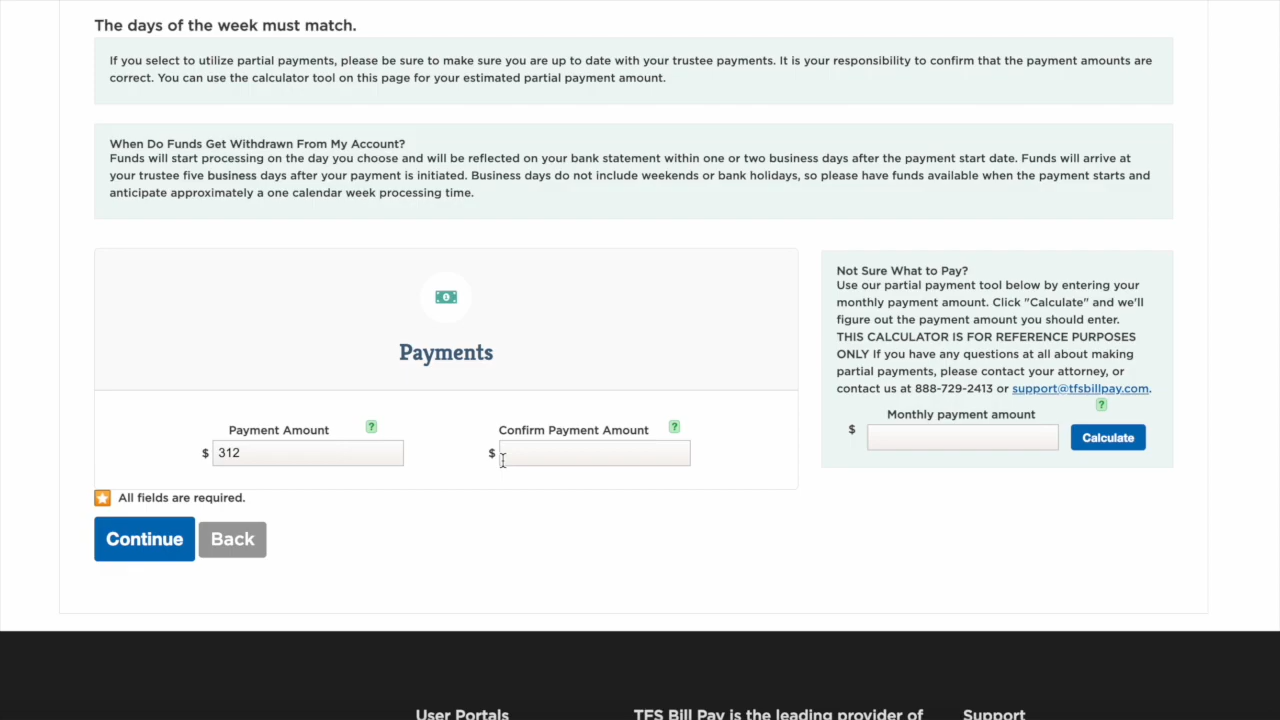 The days of the week must match.
If you select to utilize partial payments, please be sure to make sure you are up to date with your trustee payments. It is your responsibility to confirm that the payment amounts are
correct. You can use the calculator tool on this page for your estimated partial payment amount.
When Do Funds Get Withdrawn From My Account?
Funds will start processing on the day you choose and will be reflected on your bank statement within one or two business days after the payment start date. Funds will arrive at
your trustee five business days after your payment is initiated. Business days do not include weekends or bank holidays, so please have funds available when the payment starts and
anticipate approximately a one calendar week processing time.
Payments
Payment Amount ?
$ 312
Confirm Payment Amount ?
$
Not Sure What to Pay?
Use our partial payment tool below by entering your
monthly payment amount. Click "Calculate" and we'll
figure out the payment amount you should enter.
THIS CALCULATOR IS FOR REFERENCE PURPOSES
ONLY If you have any questions at all about making
partial payments, please contact your attorney, or
contact us at 888-729-2413 or support@tfsbillpay.com.
Monthly payment amount ?
$ Calculate
All fields are required.
Continue Back
User Portals
TFS Bill Pay is the leading provider of
Support